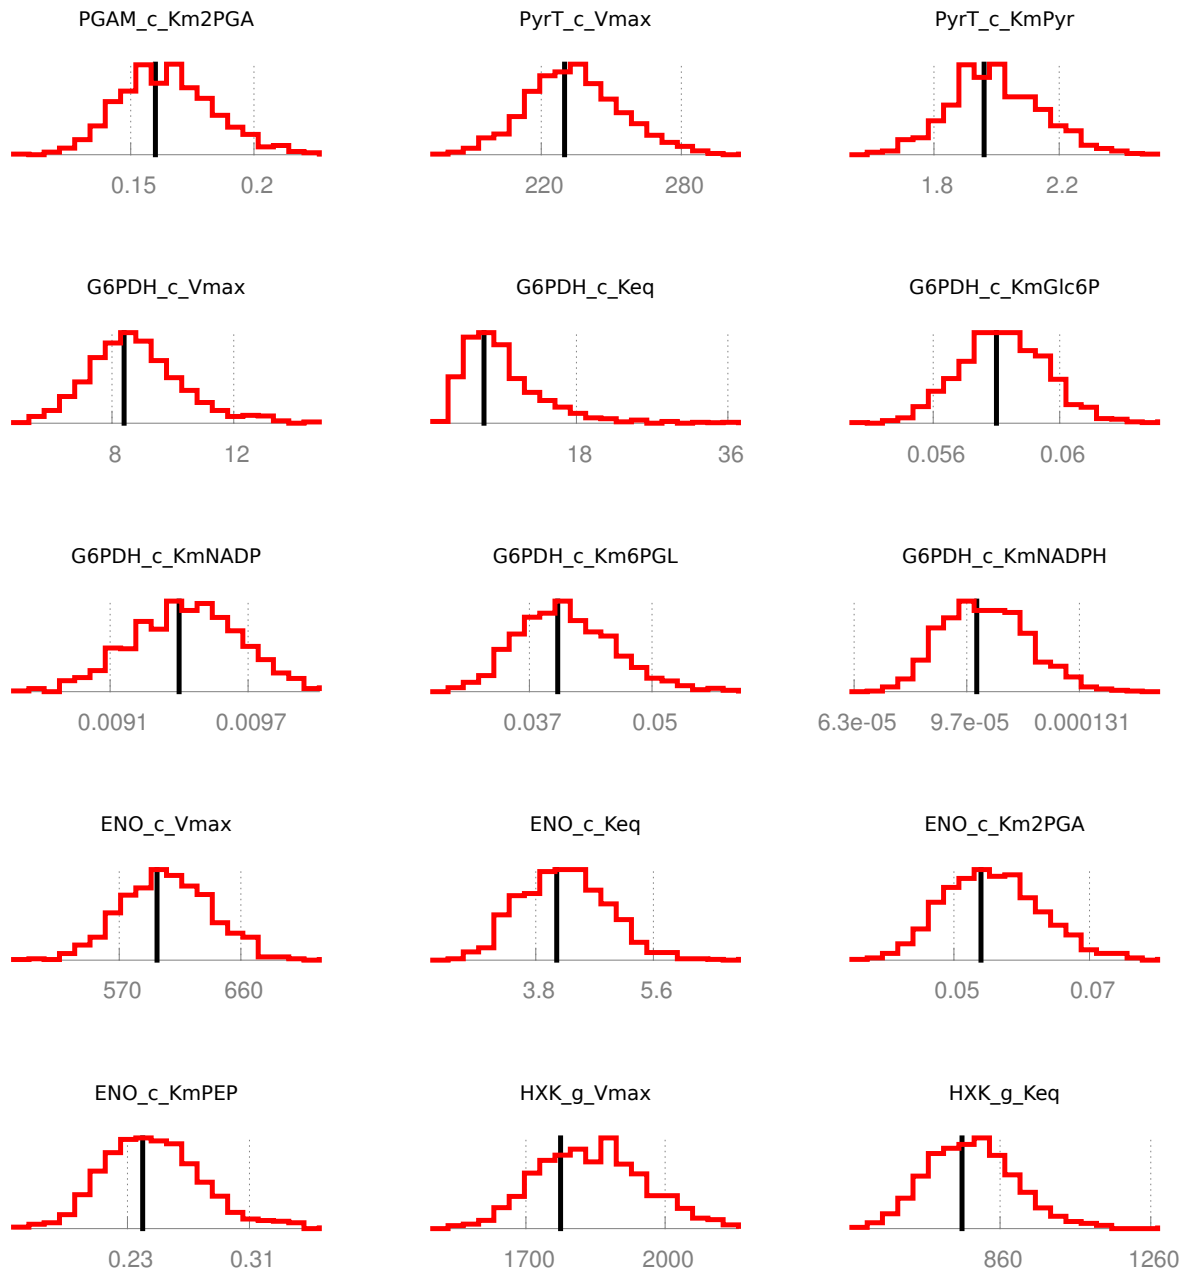 PGAM_c_Km2PGA PyrT_c_Vmax PyrT_c_KmPyr
0.15 0.2 220 280 1.8 2.2
G6PDH_c_Vmax G6PDH_c_Keq G6PDH_c_KmGlc6P
8 12 18 36 0.056 0.06
G6PDH_c_KmNADP G6PDH_c_Km6PGL G6PDH_c_KmNADPH
0.0091 0.0097 0.037 0.05 6.3e-05 9.7e-05 0.000131
ENO_c_Vmax ENO_c_Keq ENO_c_Km2PGA
570 660 3.8 5.6 0.05 0.07
ENO_c_KmPEP HXK_g_Vmax HXK_g_Keq
0.23 0.31 1700 2000 860 1260